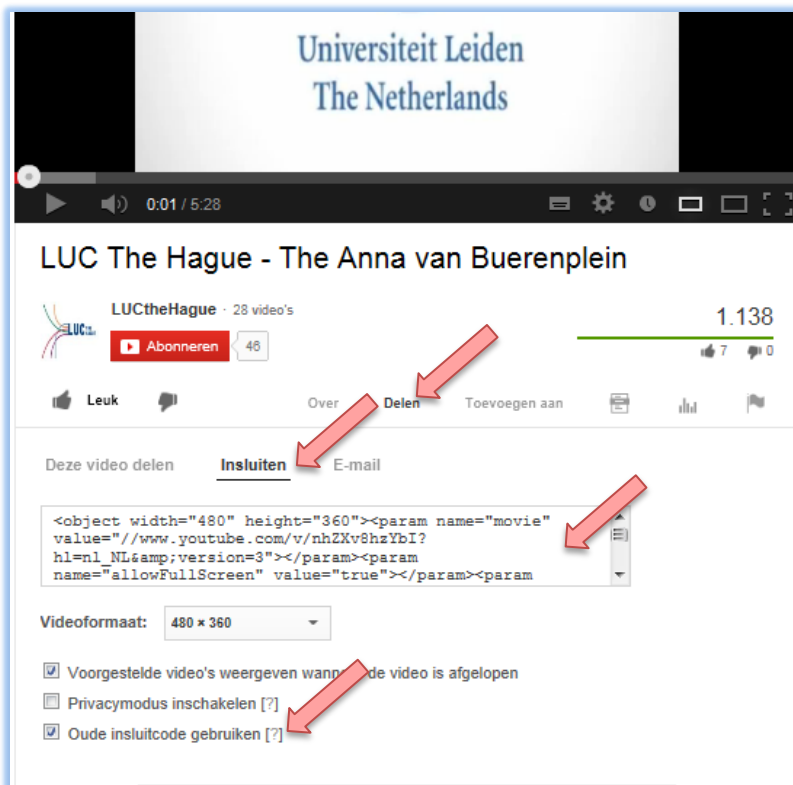 Universiteit Leiden
The Netherlands
0:01 / 5:28
LUC The Hague - The Anna van Buerenplein
LUCtheHague · 28 video's
LUC
Abonneren 46
1.138
7 0
Leuk Over Delen Toevoegen aan
Deze video delen Insluiten E-mail
<object width="480" height="360"><param name="movie"
value="//www.youtube.com/v/nhZXv8hzYbI?
hl=nl_NL&amp;version=3"></param><param
name="allowFullScreen" value="true"></param><param
Videoformaat: 480 × 360
Voorgestelde video's weergeven de video is afgelopen
Privacymodus inschakelen [?]
Oude insluitcode gebruiken [?]